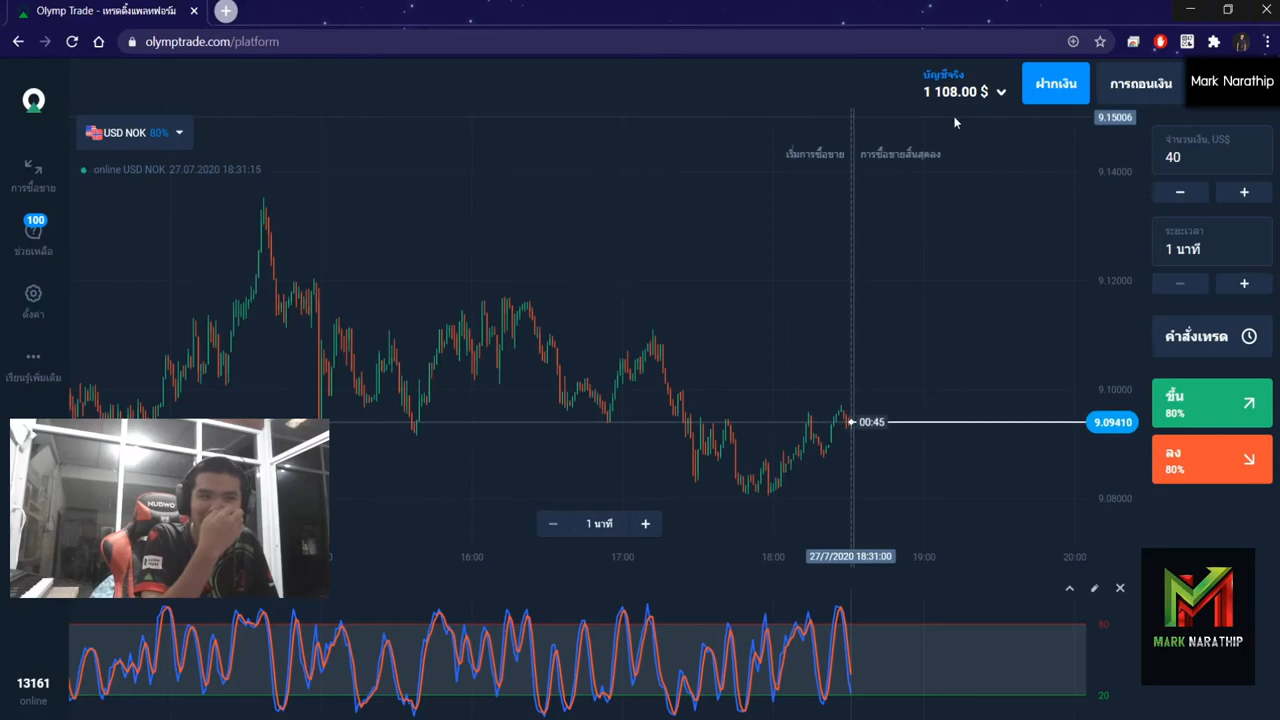 Olymp Trade - เทรดดิ้งแพลทฟอร์ม
olymptrade.com/platform
บัญชีจริง
1 108.00 $
ฝากเงิน
การถอนเงิน
Mark Narathip
USD NOK 80%
online USD NOK 27.07.2020 18:31:15
เริ่มการซื้อขาย
การซื้อขายสิ้นสุดลง
9.15006
9.14000
9.12000
9.10000
9.09410
9.08000
00:45
จำนวนเงิน, US$
40
ระยะเวลา
1 นาที
คำสั่งเทรด
ขึ้น
80%
ลง
80%
การซื้อขาย
100
ช่วยเหลือ
ตั้งค่า
เรียนรู้เพิ่มเติม
1 นาที
16:00
17:00
18:00
27/7/2020 18:31:00
19:00
20:00
80
20
13161
online
MARK NARATHIP